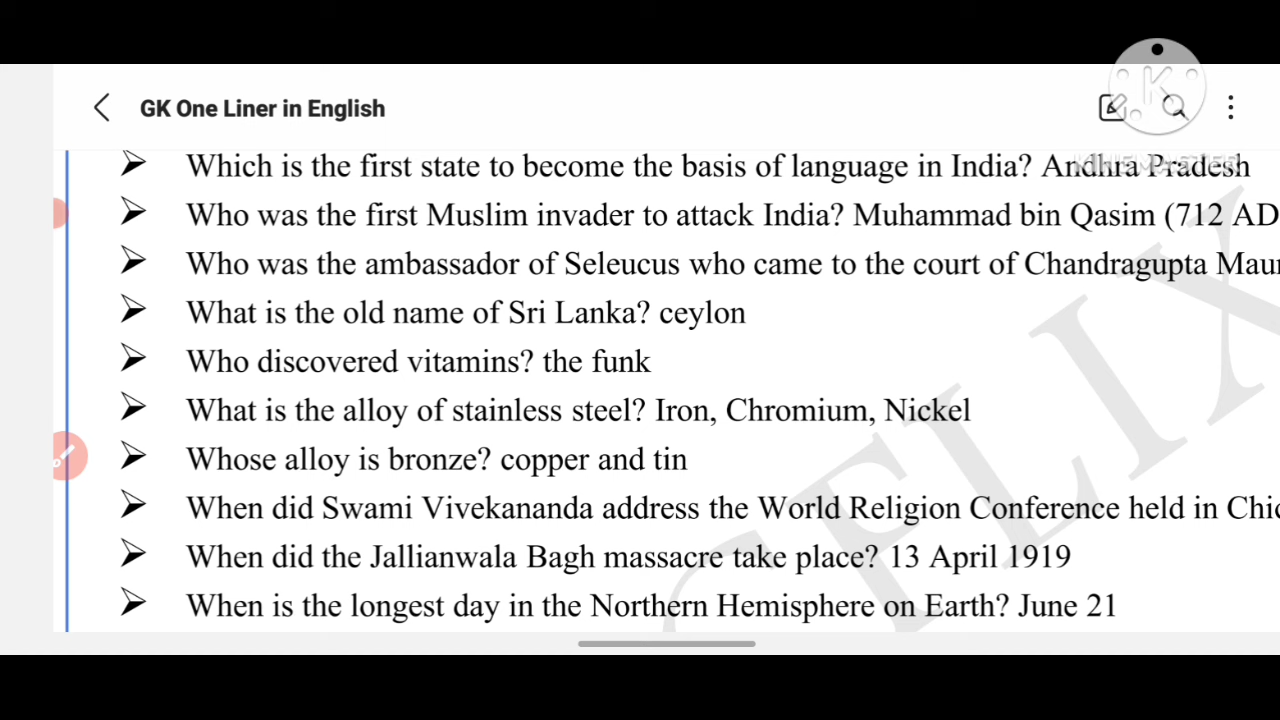 GK One Liner in English
KINEMASTER
➢ Which is the first state to become the basis of language in India? Andhra Pradesh
➢ Who was the first Muslim invader to attack India? Muhammad bin Qasim (712 AD
➢ Who was the ambassador of Seleucus who came to the court of Chandragupta
➢ What is the old name of Sri Lanka? ceylon
➢ Who discovered vitamins? the funk
➢ What is the alloy of stainless steel? Iron, Chromium, Nickel
➢ Whose alloy is bronze? copper and tin
➢ When did Swami Vivekananda address the World Religion Conference held in
➢ When did the Jallianwala Bagh massacre take place? 13 April 1919
➢ When is the longest day in the Northern Hemisphere on Earth? June 21